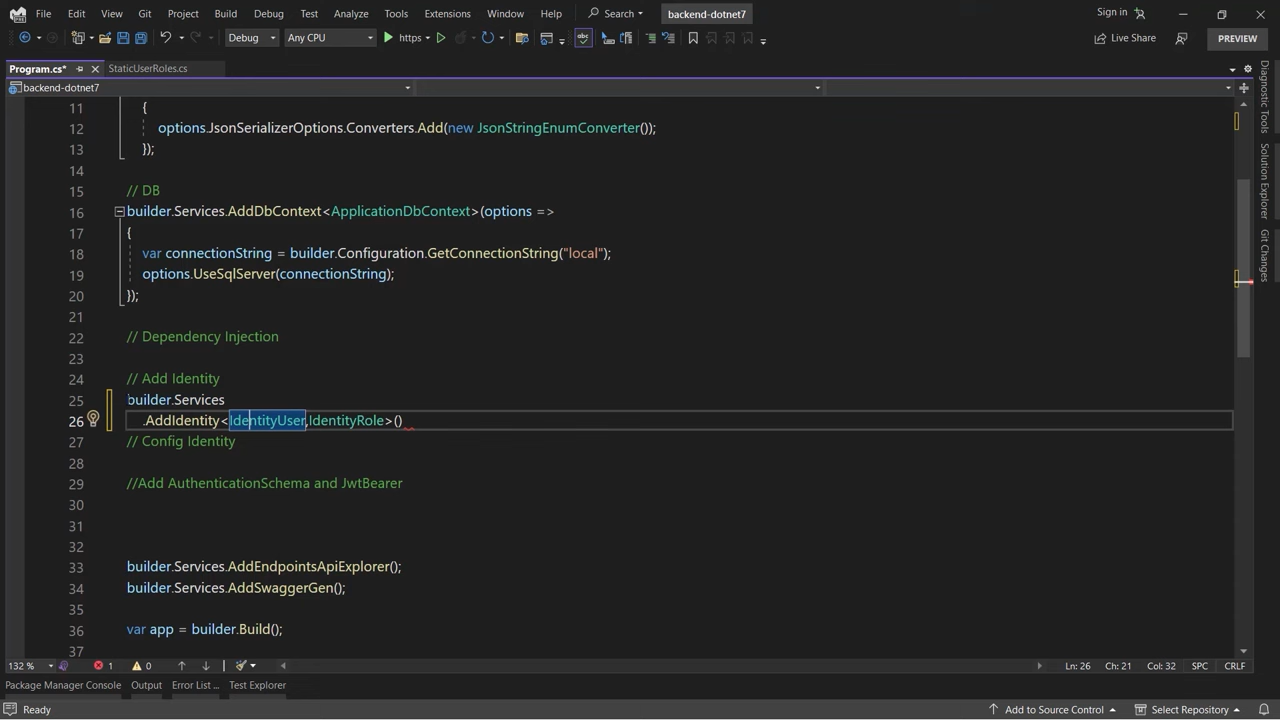 File Edit View Git Project Build Debug Test Analyze Tools Extensions Window Help Search backend-dotnet7 Sign in
Debug Any CPU https Live Share PREVIEW
Program.cs* StaticUserRoles.cs
backend-dotnet7
11 {
12 options.JsonSerializerOptions.Converters.Add(new JsonStringEnumConverter());
13 });
14
15 // DB
16 builder.Services.AddDbContext<ApplicationDbContext>(options =>
17 {
18 var connectionString = builder.Configuration.GetConnectionString("local");
19 options.UseSqlServer(connectionString);
20 });
21
22 // Dependency Injection
23
24 // Add Identity
25 builder.Services
26 .AddIdentity<IdentityUser,IdentityRole>()
27 // Config Identity
28
29 //Add AuthenticationSchema and JwtBearer
30
31
32
33 builder.Services.AddEndpointsApiExplorer();
34 builder.Services.AddSwaggerGen();
35
36 var app = builder.Build();
37
132 % 1 0 Ln: 26 Ch: 21 Col: 32 SPC CRLF
Package Manager Console Output Error List ... Test Explorer
Ready Add to Source Control Select Repository
Diagnostic Tools
Solution Explorer
Git Changes